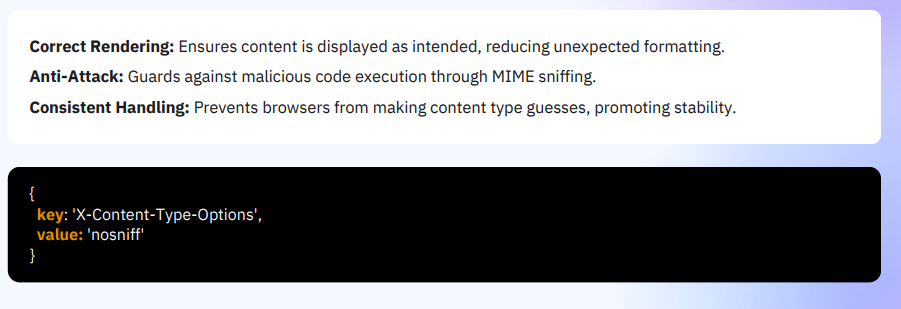 Correct Rendering: Ensures content is displayed as intended, reducing unexpected formatting.
Anti-Attack: Guards against malicious code execution through MIME sniffing.
Consistent Handling: Prevents browsers from making content type guesses, promoting stability.
{
key: 'X-Content-Type-Options',
value: 'nosniff'
}